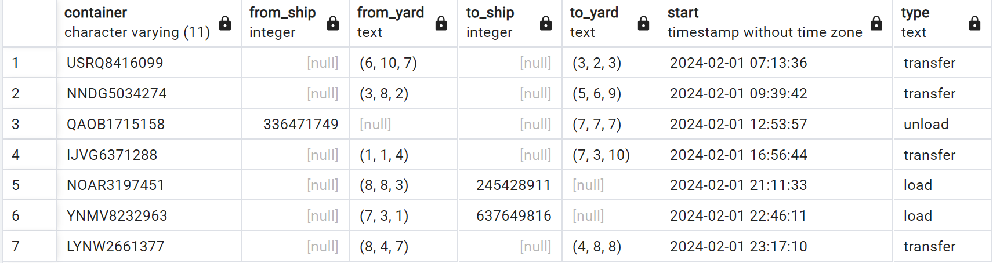 container from_ship from_yard to_ship to_yard start type
character varying (11) integer text integer text timestamp without time zone text
1 USRQ8416099 [null] (6, 10, 7) [null] (3, 2, 3) 2024-02-01 07:13:36 transfer
2 NNDG5034274 [null] (3, 8, 2) [null] (5, 6, 9) 2024-02-01 09:39:42 transfer
3 QAOB1715158 336471749 [null] [null] (7, 7, 7) 2024-02-01 12:53:57 unload
4 IJVG6371288 [null] (1, 1, 4) [null] (7, 3, 10) 2024-02-01 16:56:44 transfer
5 NOAR3197451 [null] (8, 8, 3) 245428911 [null] 2024-02-01 21:11:33 load
6 YNMV8232963 [null] (7, 3, 1) 637649816 [null] 2024-02-01 22:46:11 load
7 LYNW2661377 [null] (8, 4, 7) [null] (4, 8, 8) 2024-02-01 23:17:10 transfer